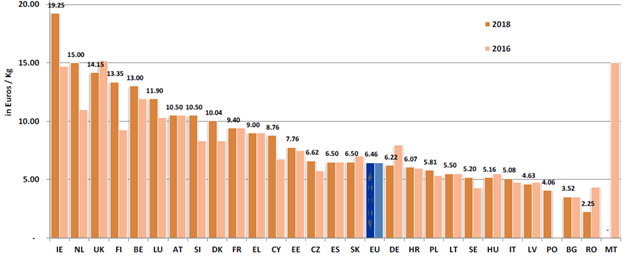 in Euros / Kg
20.00
15.00
10.00
5.00
-
2018
2016
19.25 15.00 14.15 13.35 13.00 11.90 10.50 10.50 10.04 9.40 9.00 8.76 7.76 6.62 6.50 6.50 6.46 6.22 6.07 5.81 5.50 5.20 5.16 5.08 4.63 4.06 3.52 2.25 -
IE NL UK FI BE LU AT SI DK FR EL CY EE CZ ES SK EU DE HR PL LT SE HU IT LV PO BG RO MT